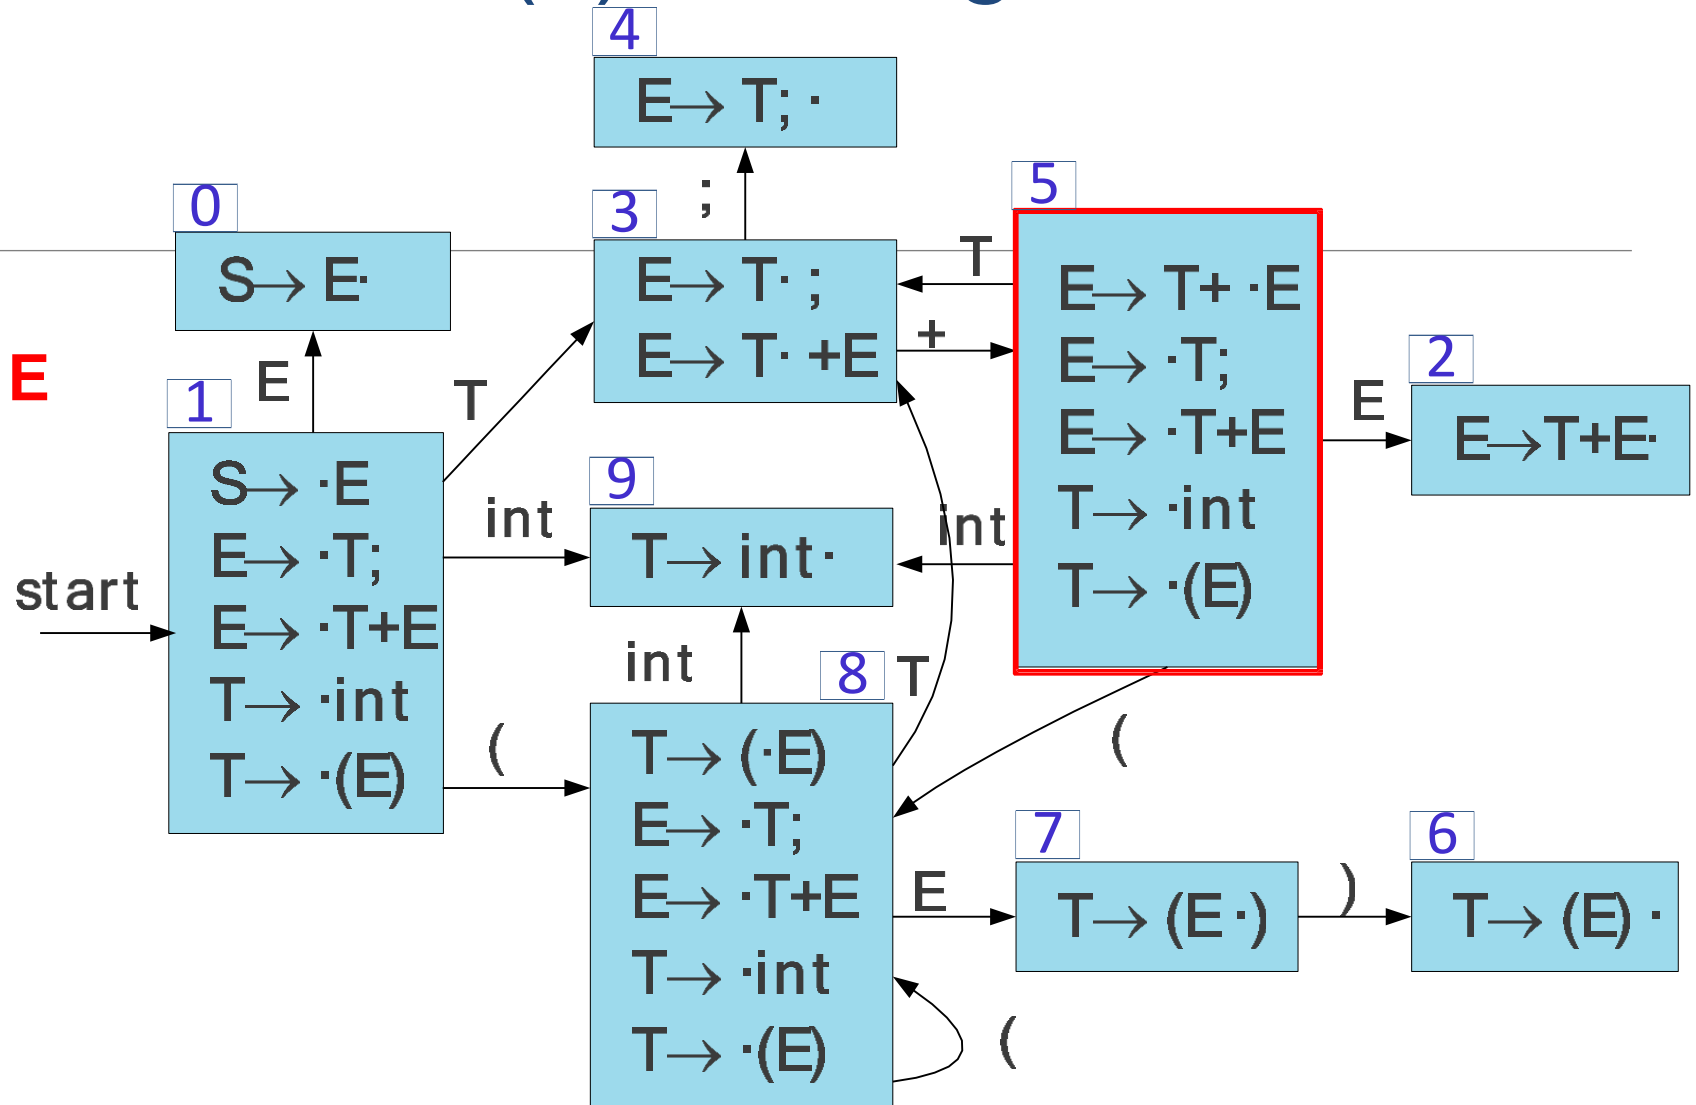 4
E→ T; ·
0
S→ E·
;
3
E→ T· ;
E→ T· +E
T
+
5
E→ T+ ·E
E→ ·T;
E→ ·T+E
T→ ·int
T→ ·(E)
E
2
E→T+E·
E
E
T
1
S→ ·E
E→ ·T;
E→ ·T+E
T→ ·int
T→ ·(E)
start
int
9
T→ int ·
int
int
(
8
T
T→ (·E)
E→ ·T;
E→ ·T+E
T→ ·int
T→ ·(E)
(
E
7
T→ (E ·)
)
6
T→ (E) ·
(